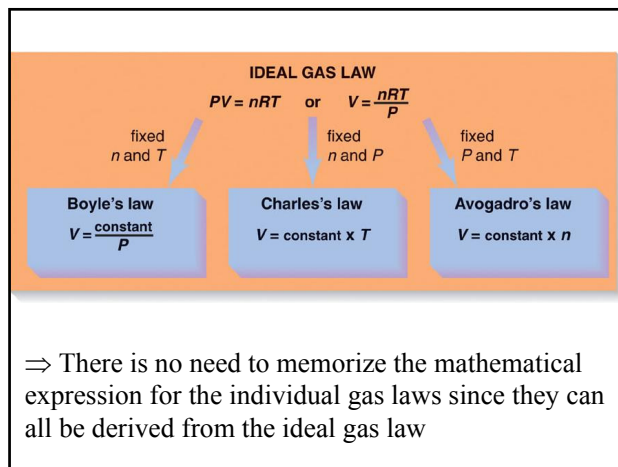 IDEAL GAS LAW
PV = nRT or V = nRT/P
fixed fixed fixed
n and T n and P P and T
Boyle's law Charles's law Avogadro's law
V = constant/P V = constant x T V = constant x n
⇒ There is no need to memorize the mathematical
expression for the individual gas laws since they can
all be derived from the ideal gas law